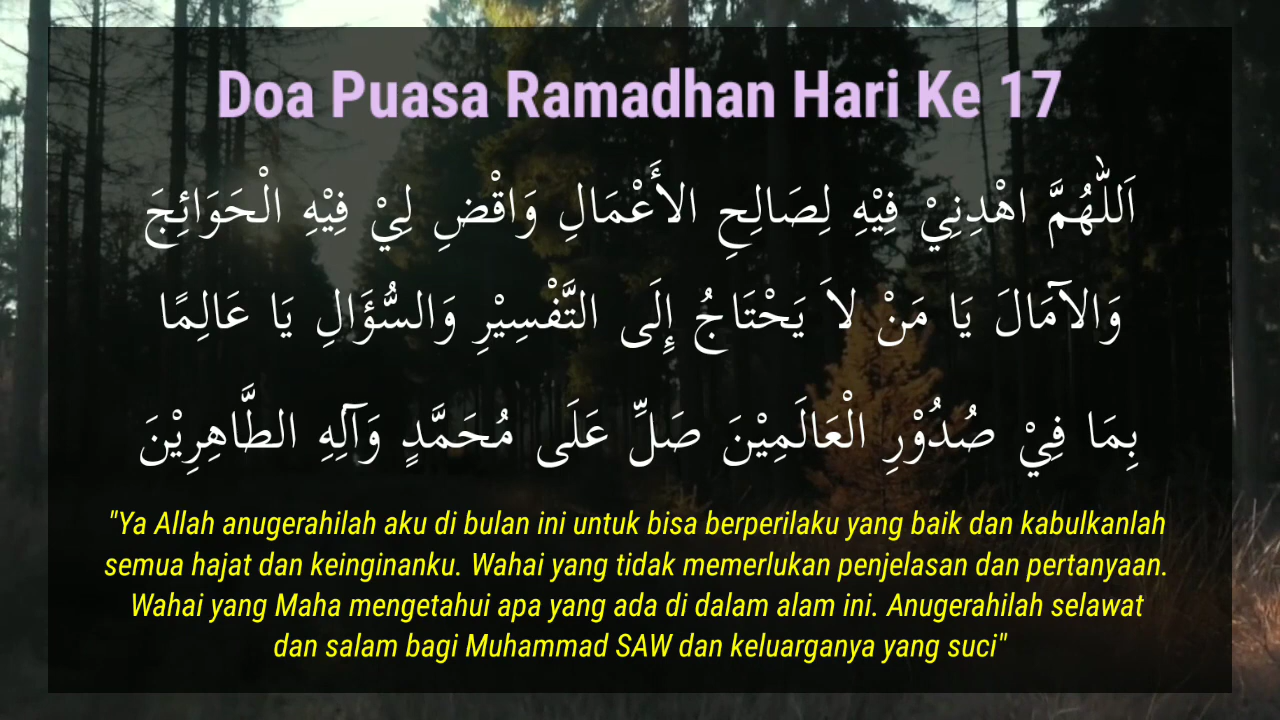 Doa Puasa Ramadhan Hari Ke 17
اَللّٰهُمَّ اهْدِنِيْ فِيْهِ لِصَالِحِ الأَعْمَالِ وَاقْضِ لِيْ فِيْهِ الْحَوَائِجَ
وَالآمَالَ يَا مَنْ لاَ يَحْتَاجُ إِلَى التَّفْسِيْرِ وَالسُّؤَالِ يَا عَالِمًا
بِمَا فِيْ صُدُوْرِ الْعَالَمِيْنَ صَلِّ عَلَى مُحَمَّدٍ وَآلِهِ الطَّاهِرِيْنَ
"Ya Allah anugerahilah aku di bulan ini untuk bisa berperilaku yang baik dan kabulkanlah
semua hajat dan keinginanku. Wahai yang tidak memerlukan penjelasan dan pertanyaan.
Wahai yang Maha mengetahui apa yang ada di dalam alam ini. Anugerahilah selawat
dan salam bagi Muhammad SAW dan keluarganya yang suci"